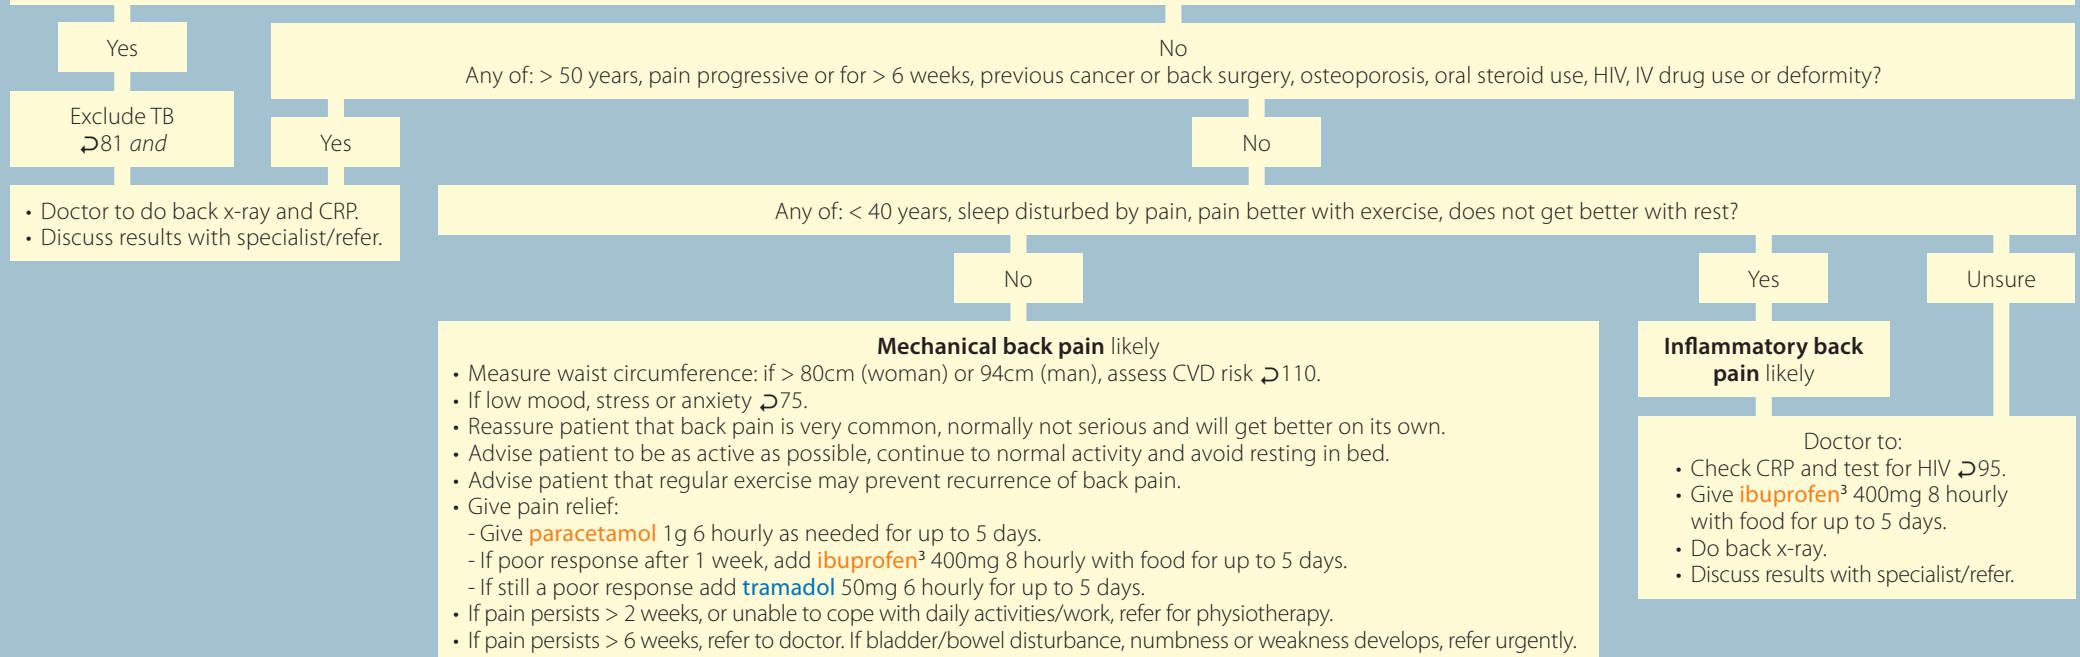 Yes
No
Any of: > 50 years, pain progressive or for > 6 weeks, previous cancer or back surgery, osteoporosis, oral steroid use, HIV, IV drug use or deformity?
Exclude TB
⮌81 and
Yes
No
• Doctor to do back x-ray and CRP.
• Discuss results with specialist/refer.
Any of: < 40 years, sleep disturbed by pain, pain better with exercise, does not get better with rest?
No
Yes
Unsure
Mechanical back pain likely
• Measure waist circumference: if > 80cm (woman) or 94cm (man), assess CVD risk ⮌110.
• If low mood, stress or anxiety ⮌75.
• Reassure patient that back pain is very common, normally not serious and will get better on its own.
• Advise patient to be as active as possible, continue to normal activity and avoid resting in bed.
• Advise patient that regular exercise may prevent recurrence of back pain.
• Give pain relief:
- Give paracetamol 1g 6 hourly as needed for up to 5 days.
- If poor response after 1 week, add ibuprofen³ 400mg 8 hourly with food for up to 5 days.
- If still a poor response add tramadol 50mg 6 hourly for up to 5 days.
• If pain persists > 2 weeks, or unable to cope with daily activities/work, refer for physiotherapy.
• If pain persists > 6 weeks, refer to doctor. If bladder/bowel disturbance, numbness or weakness develops, refer urgently.
Inflammatory back
pain likely
Doctor to:
• Check CRP and test for HIV ⮌95.
• Give ibuprofen³ 400mg 8 hourly
with food for up to 5 days.
• Do back x-ray.
• Discuss results with specialist/refer.